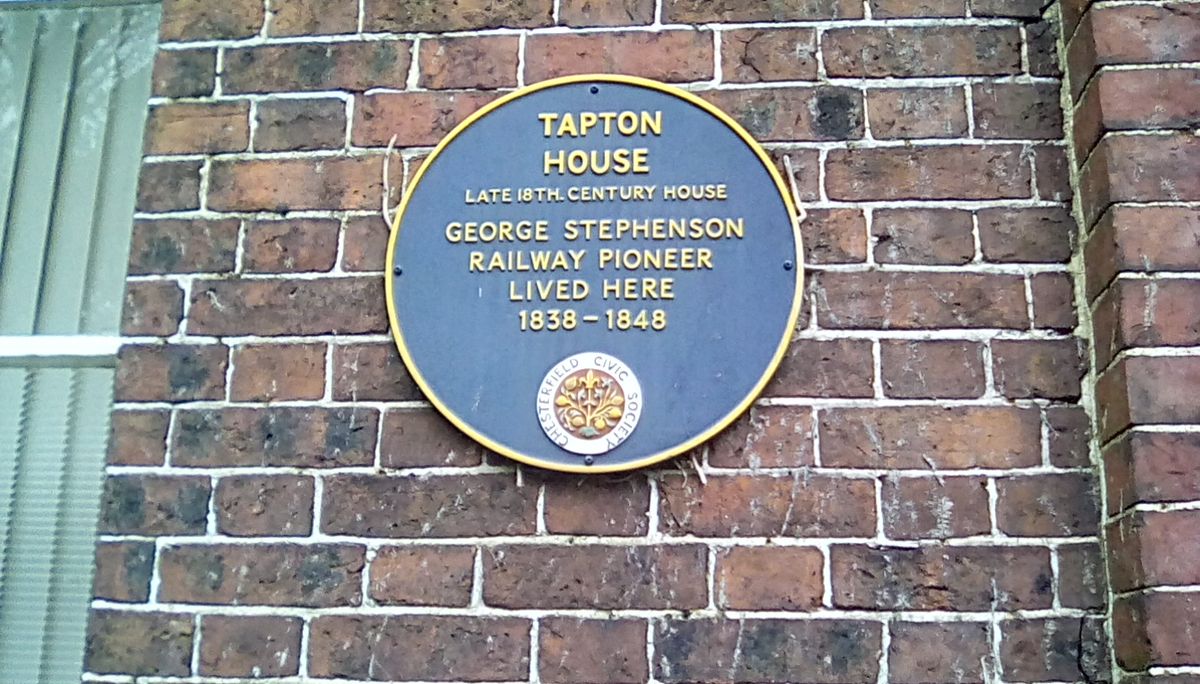 TAPTON
HOUSE
LATE 18TH. CENTURY HOUSE
GEORGE STEPHENSON
RAILWAY PIONEER
LIVED HERE
1838 – 1848
CHESTERFIELD CIVIC SOCIETY